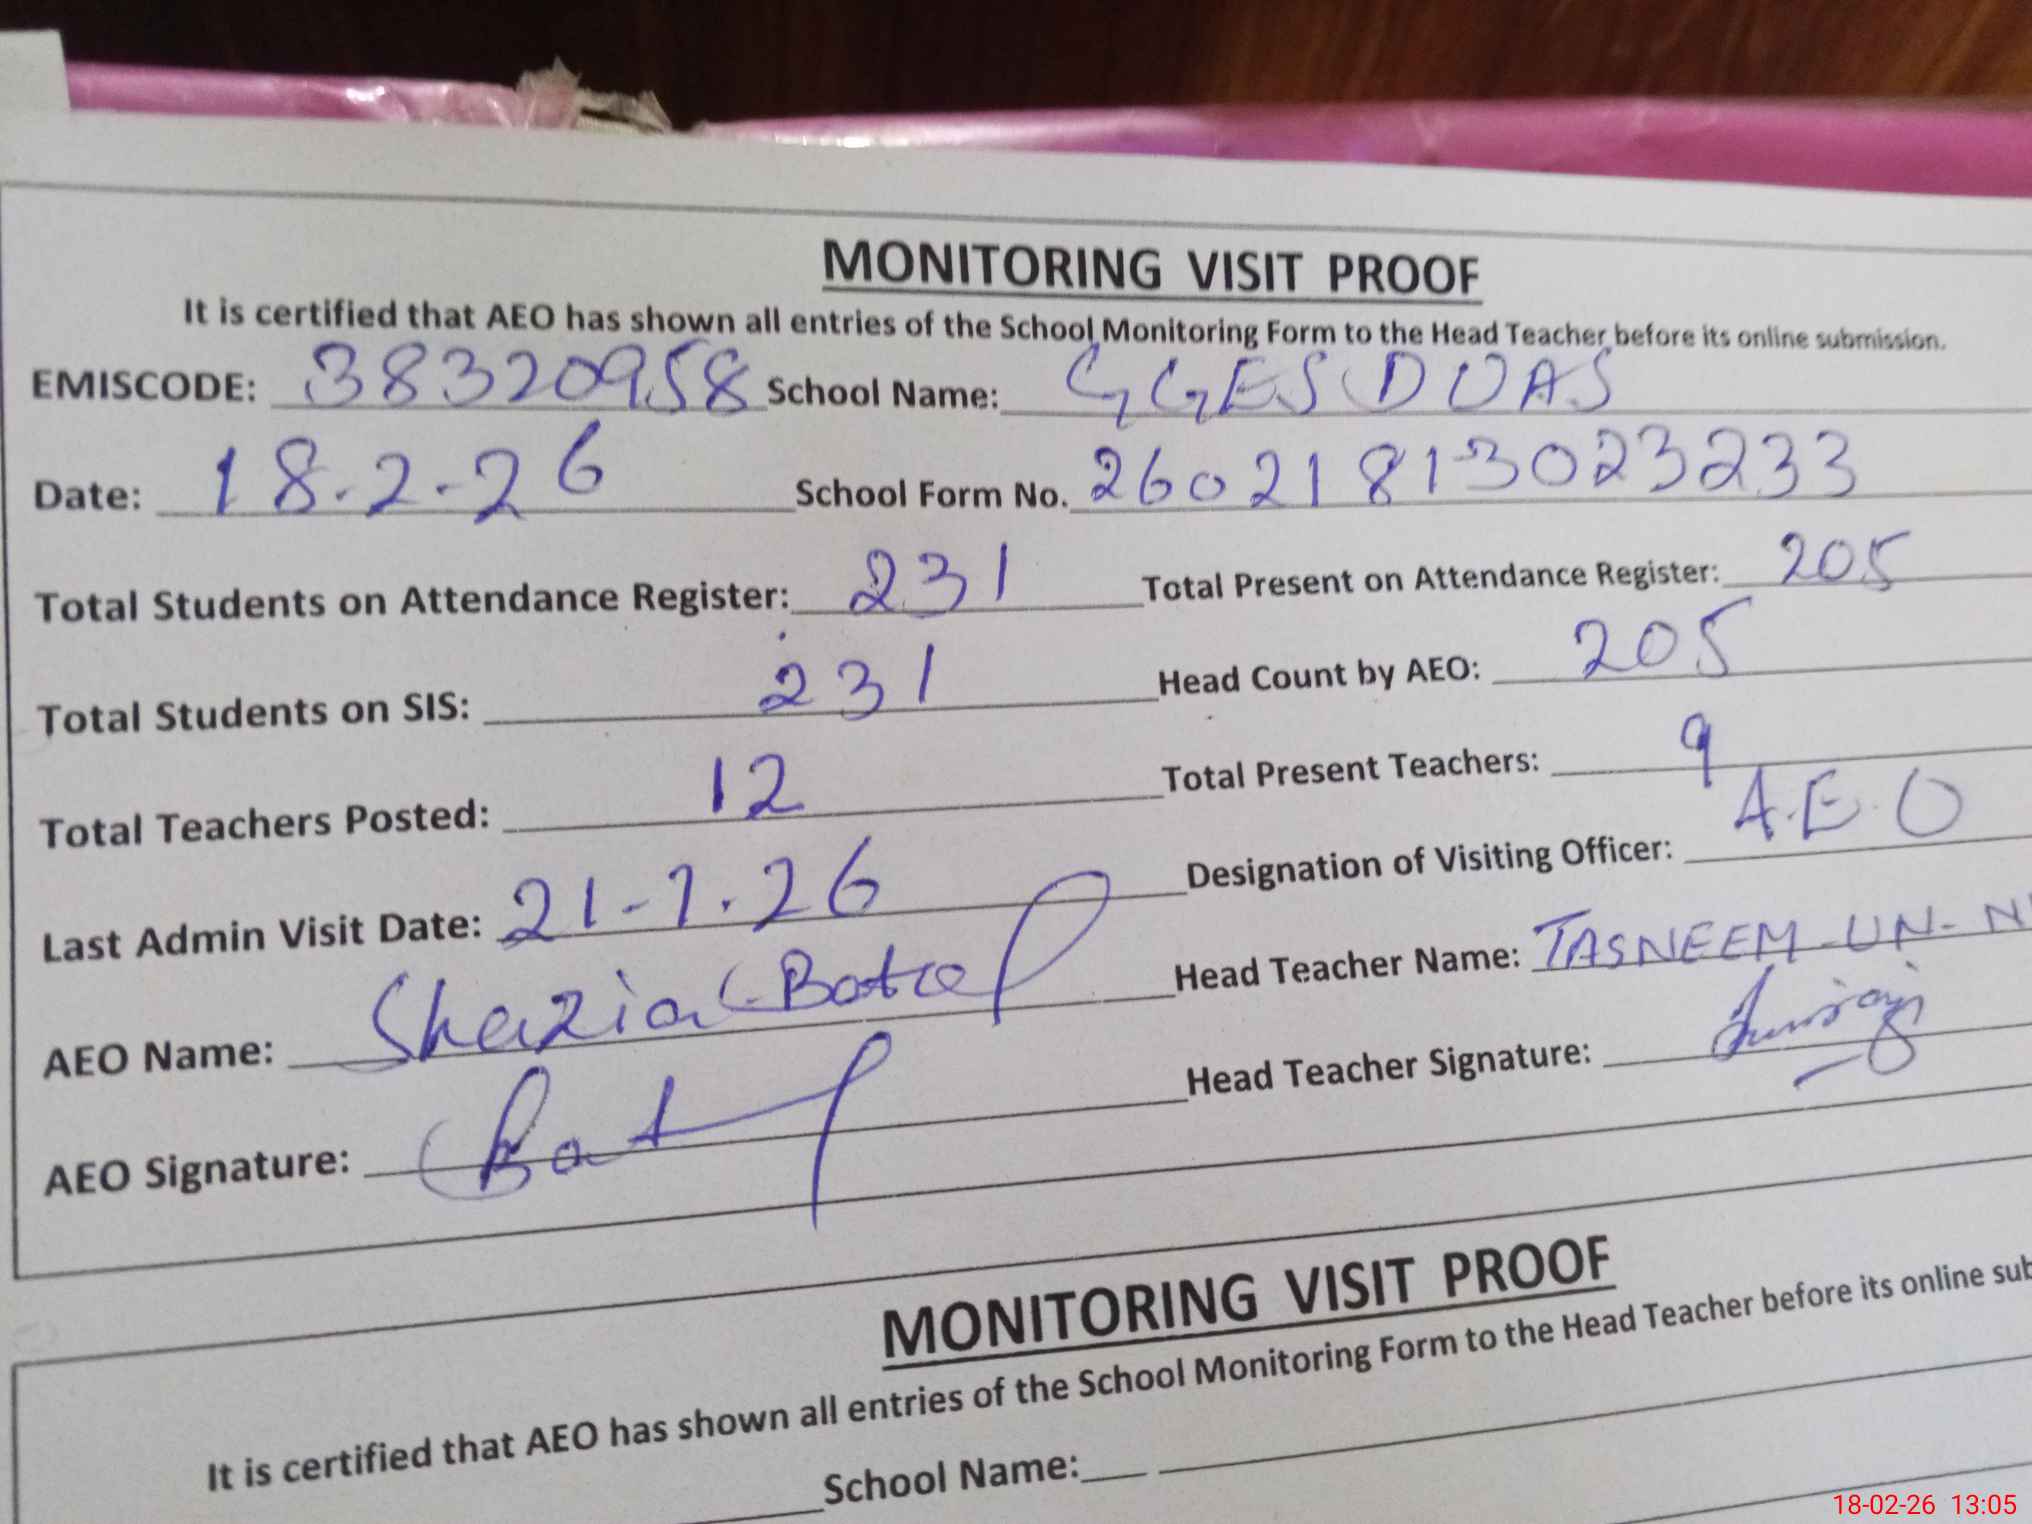 MONITORING VISIT PROOF
It is certified that AEO has shown all entries of the School Monitoring Form to the Head Teacher before its online submission.
EMISCODE: 38320958 School Name: GGES DUAS
Date: 18-2-26 School Form No. 26021813023233
Total Students on Attendance Register: 231 Total Present on Attendance Register: 205
Total Students on SIS: 231 Head Count by AEO: 205
Total Teachers Posted: 12 Total Present Teachers: 9
Last Admin Visit Date: 21-1-26 Designation of Visiting Officer: A.E.O
AEO Name: Shazia Batool Head Teacher Name: TASNEEM-UN-
AEO Signature: Head Teacher Signature:
MONITORING VISIT PROOF
It is certified that AEO has shown all entries of the School Monitoring Form to the Head Teacher before its online sub
School Name:
18-02-26 13:05